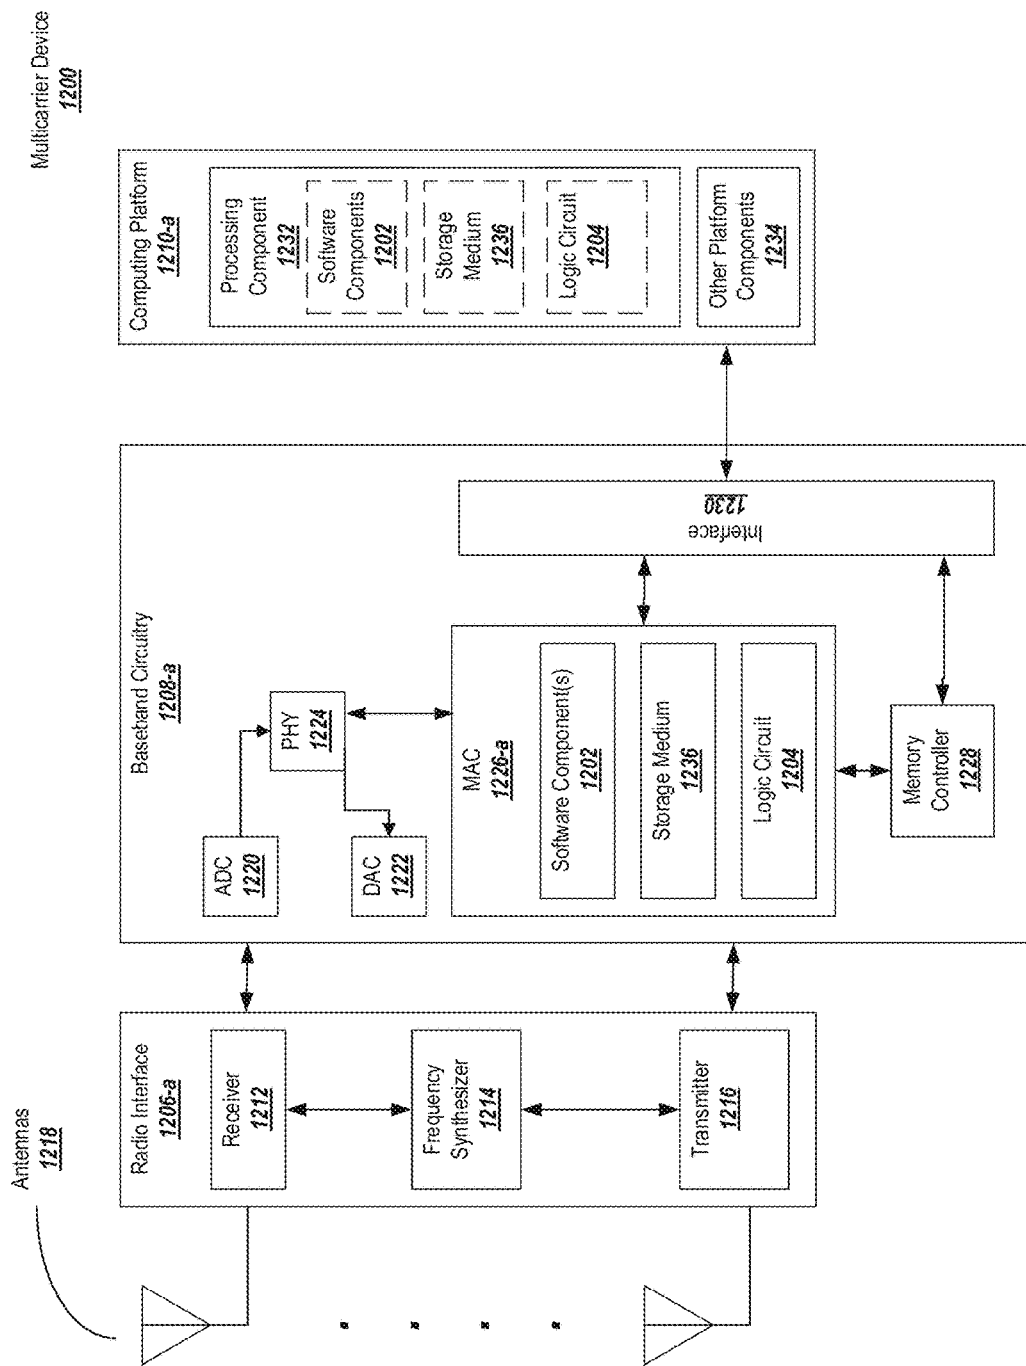 Multicarrier Device
1200
Antennas
1218
Radio Interface
1206-a
Receiver
1212
Frequency
Synthesizer
1214
Transmitter
1216
Baseband Circuitry
1208-a
ADC
1220
PHY
1224
DAC
1222
MAC
1226-a
Software Component(s)
1202
Storage Medium
1236
Logic Circuit
1204
Memory
Controller
1228
Interface
1230
Computing Platform
1210-a
Processing
Component
1232
Software
Components
1202
Storage
Medium
1236
Logic Circuit
1204
Other Platform
Components
1234